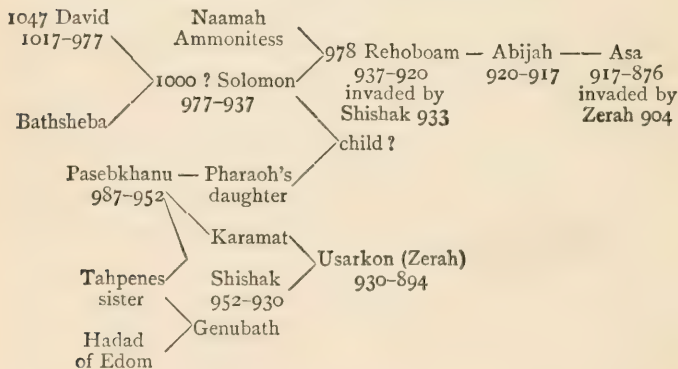 1047 David Naamah
1017–977 Ammonitess
978 Rehoboam — Abijah — Asa
937–920 920–917 917–876
1000 ? Solomon invaded by invaded by
977–937 Shishak 933 Zerah 904
Bathsheba
child ?
Pasebkhanu — Pharaoh's
987–952 daughter
Karamat
Usarkon (Zerah)
Tahpenes Shishak 930–894
sister 952–930
Genubath
Hadad
of Edom